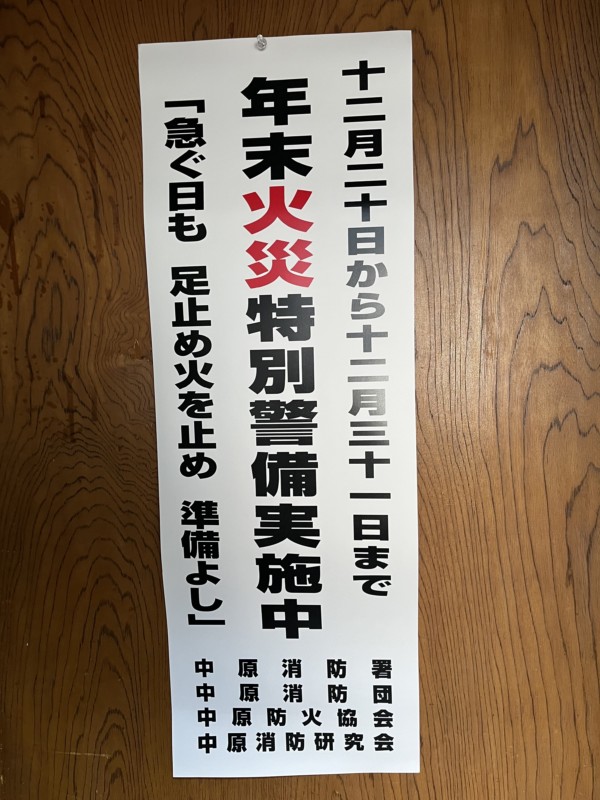 十二月二十日から十二月三十一日まで
年末火災特別警備実施中
「急ぐ日も 足止め火を止め 準備よし」
中原消防署
中原消防団
中原防火協会
中原消防研究会